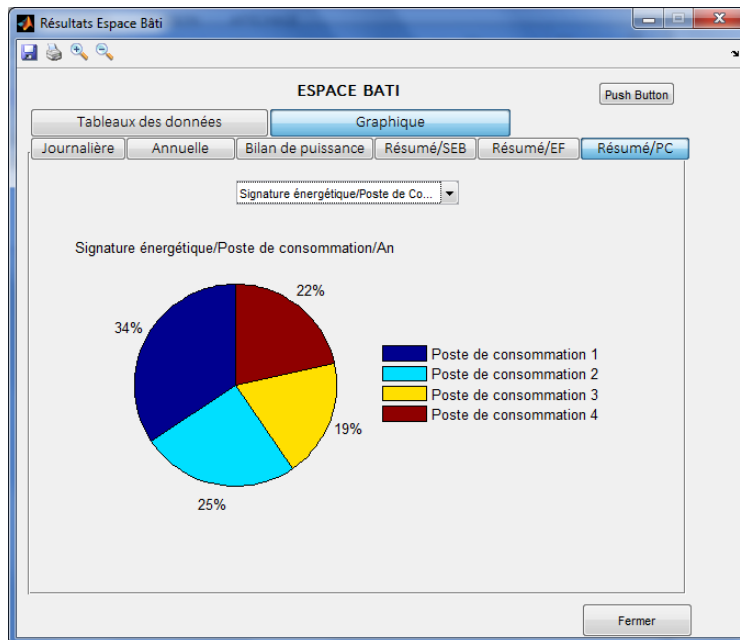 Résultats Espace Bâti
ESPACE BATI
Push Button
Tableaux des données
Graphique
Journalière
Annuelle
Bilan de puissance
Résumé/SEB
Résumé/EF
Résumé/PC
Signature énergétique/Poste de Co...
Signature énergétique/Poste de consommation/An
22%
34%
19%
25%
Poste de consommation 1
Poste de consommation 2
Poste de consommation 3
Poste de consommation 4
Fermer